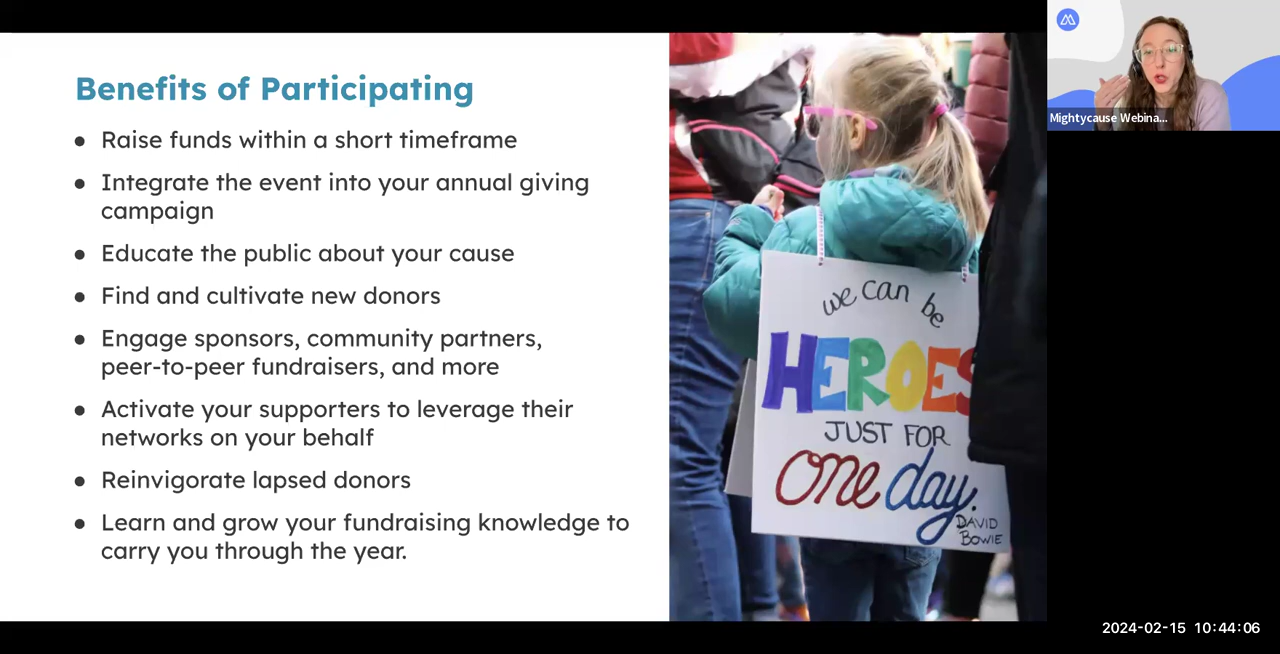 Benefits of Participating
● Raise funds within a short timeframe
● Integrate the event into your annual giving
campaign
● Educate the public about your cause
● Find and cultivate new donors
● Engage sponsors, community partners,
peer-to-peer fundraisers, and more
● Activate your supporters to leverage their
networks on your behalf
● Reinvigorate lapsed donors
● Learn and grow your fundraising knowledge to
carry you through the year.
we can be
HEROES
JUST FOR
one day.
DAVID
BOWIE
Mightycause Webina...
2024-02-15 10:44:06